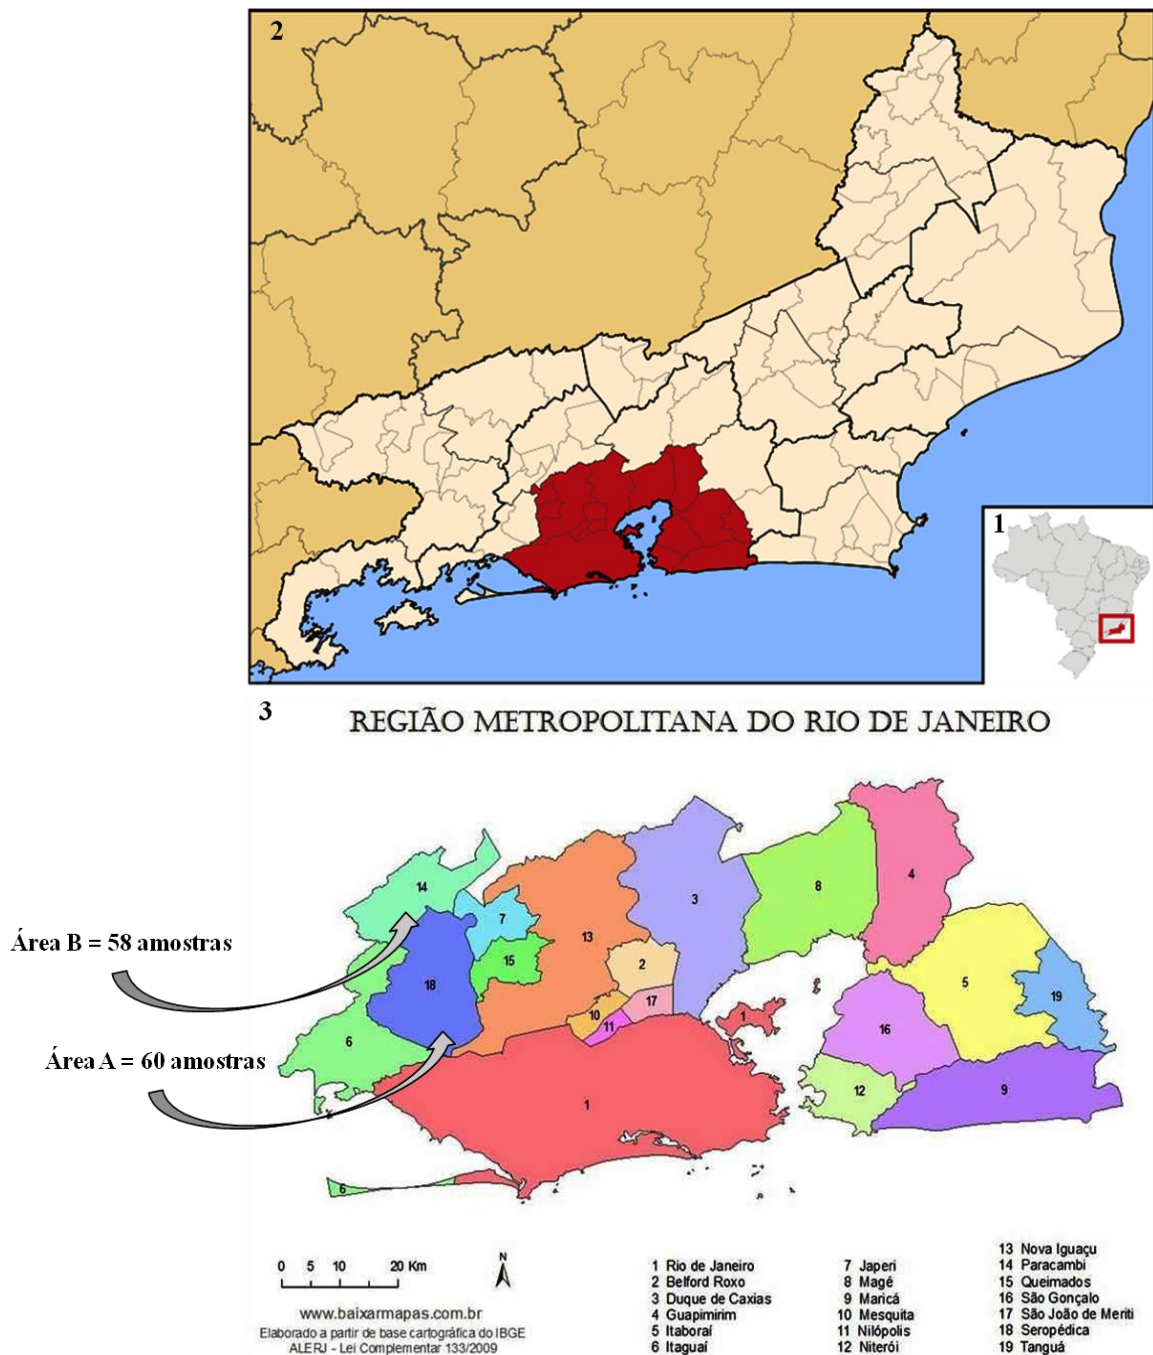 2
1
3
REGIÃO METROPOLITANA DO RIO DE JANEIRO
14
7
13
3
8
4
Área B = 58 amostras
15
2
18
17
5
19
10
11
1
16
6
Área A = 60 amostras
12
9
1
6
0 5 10 20 Km
N
www.baixarmapas.com.br
Elaborado a partir de base cartográfica do IBGE
ALERJ - Lei Complementar 133/2009
1 Rio de Janeiro
2 Belford Roxo
3 Duque de Caxias
4 Guapimirim
5 Itaboraí
6 Itaguaí
7 Japeri
8 Magé
9 Maricá
10 Mesquita
11 Nilópolis
12 Niterói
13 Nova Iguaçu
14 Paracambi
15 Queimados
16 São Gonçalo
17 São João de Meriti
18 Seropédica
19 Tanguá